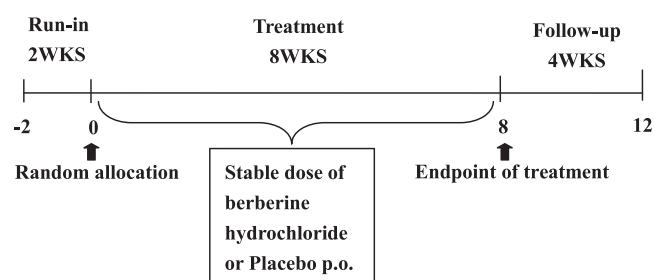 Run-in
2WKS
Treatment
8WKS
Follow-up
4WKS
-2
0
8
12
Random allocation
Endpoint of treatment
Stable dose of
berberine
hydrochloride
or Placebo p.o.